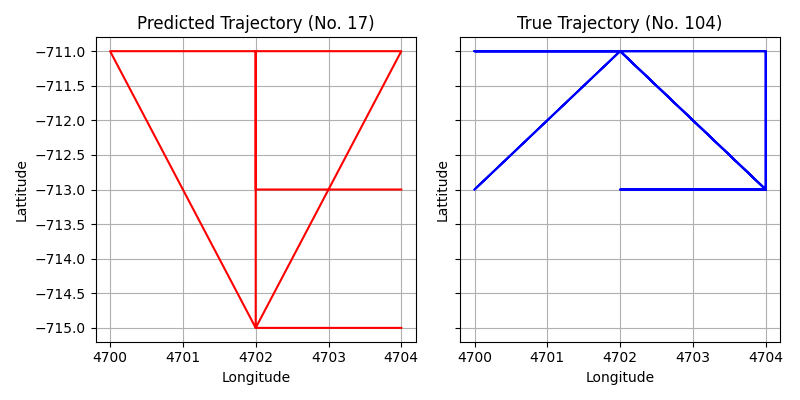 Predicted Trajectory (No. 17)
True Trajectory (No. 104)
−711.0
−711.5
−712.0
−712.5
−713.0
−713.5
−714.0
−714.5
−715.0
Lattitude
Lattitude
4700 4701 4702 4703 4704
4700 4701 4702 4703 4704
Longitude
Longitude